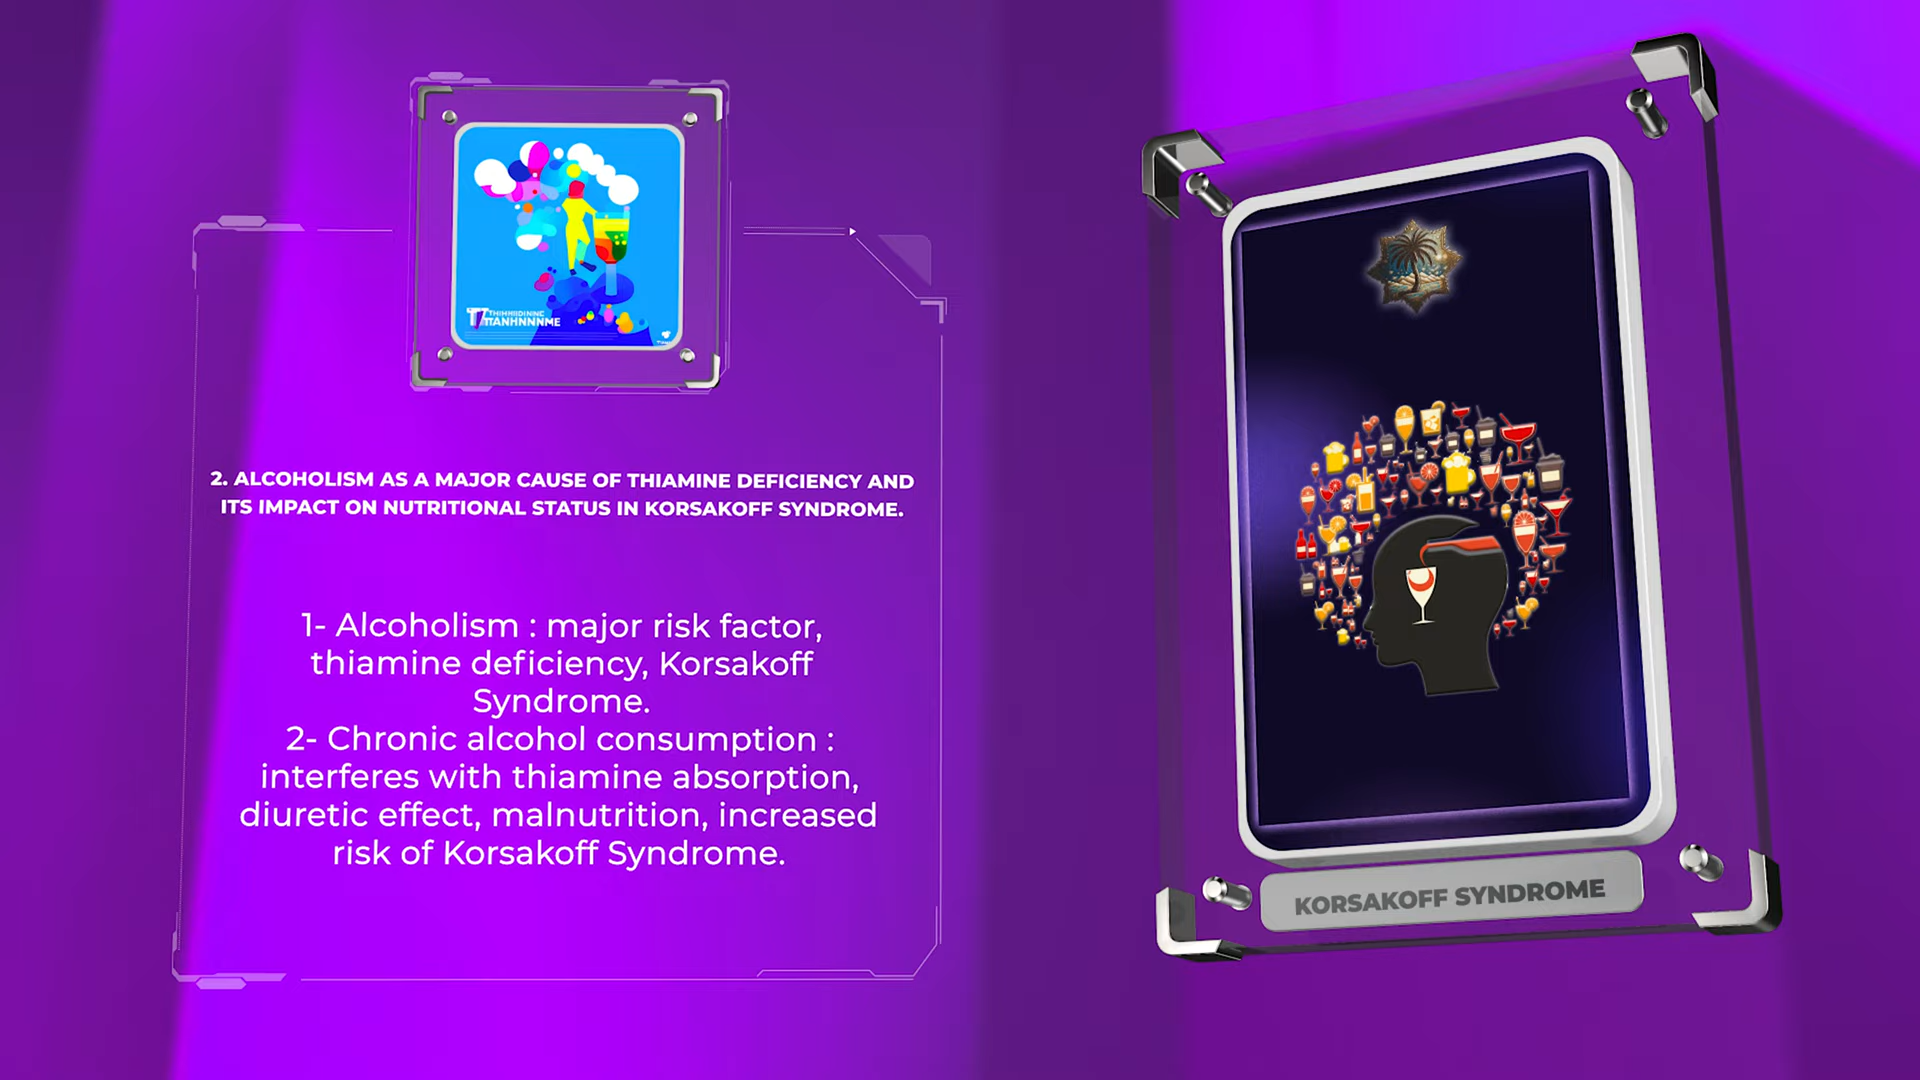 THIHHIIDINNC
TTANHNNNME
2. ALCOHOLISM AS A MAJOR CAUSE OF THIAMINE DEFICIENCY AND
ITS IMPACT ON NUTRITIONAL STATUS IN KORSAKOFF SYNDROME.
1- Alcoholism : major risk factor,
thiamine deficiency, Korsakoff
Syndrome.
2- Chronic alcohol consumption :
interferes with thiamine absorption,
diuretic effect, malnutrition, increased
risk of Korsakoff Syndrome.
KORSAKOFF SYNDROME